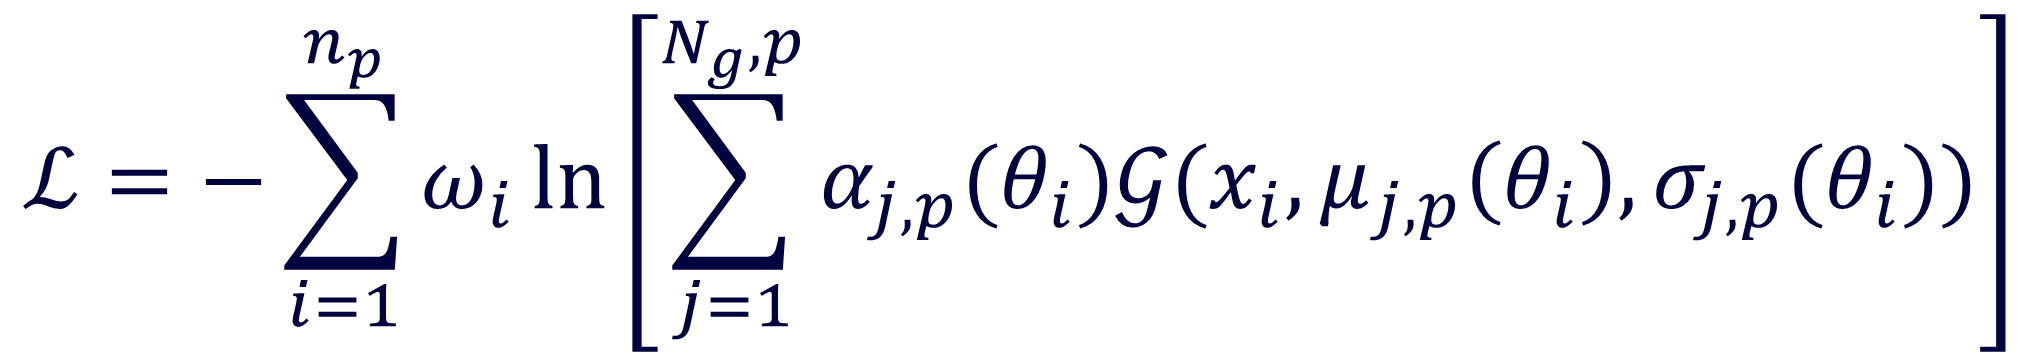 ℒ = −∑_{i=1}^{n_p} ω_i ln[∑_{j=1}^{N_g,p} α_{j,p}(θ_i)𝒢(x_i, μ_{j,p}(θ_i), σ_{j,p}(θ_i))]